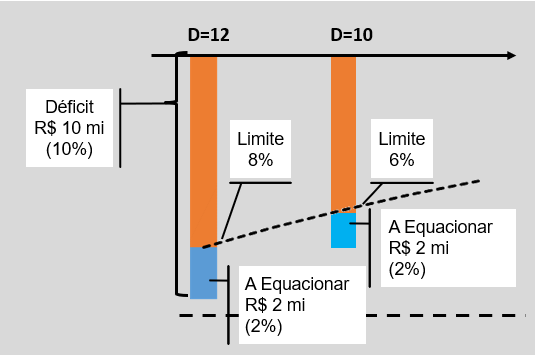 D=12
D=10
Déficit
R$ 10 mi
(10%)
Limite
8%
Limite
6%
A Equacionar
R$ 2 mi
(2%)
A Equacionar
R$ 2 mi
(2%)